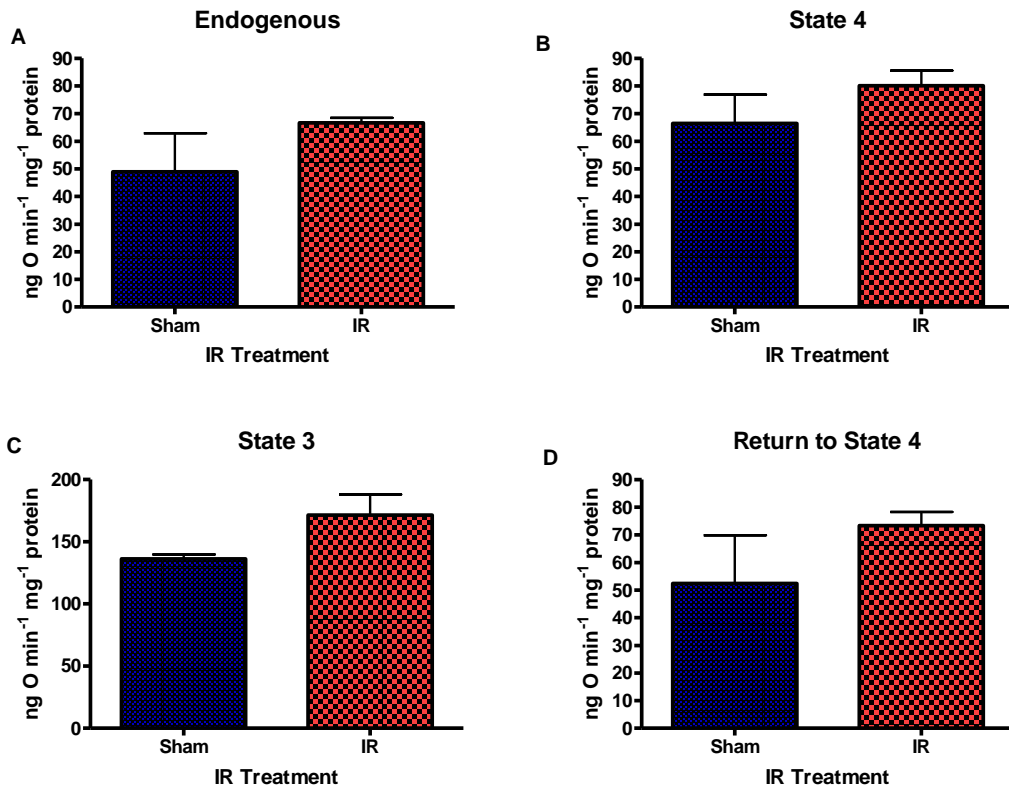 A
Endogenous
ng O min⁻¹ mg⁻¹ protein
90
80
70
60
50
40
30
20
10
0
Sham
IR
IR Treatment
B
State 4
ng O min⁻¹ mg⁻¹ protein
90
80
70
60
50
40
30
20
10
0
Sham
IR
IR Treatment
C
State 3
ng O min⁻¹ mg⁻¹ protein
200
150
100
50
0
Sham
IR
IR Treatment
D
Return to State 4
ng O min⁻¹ mg⁻¹ protein
90
80
70
60
50
40
30
20
10
0
Sham
IR
IR Treatment